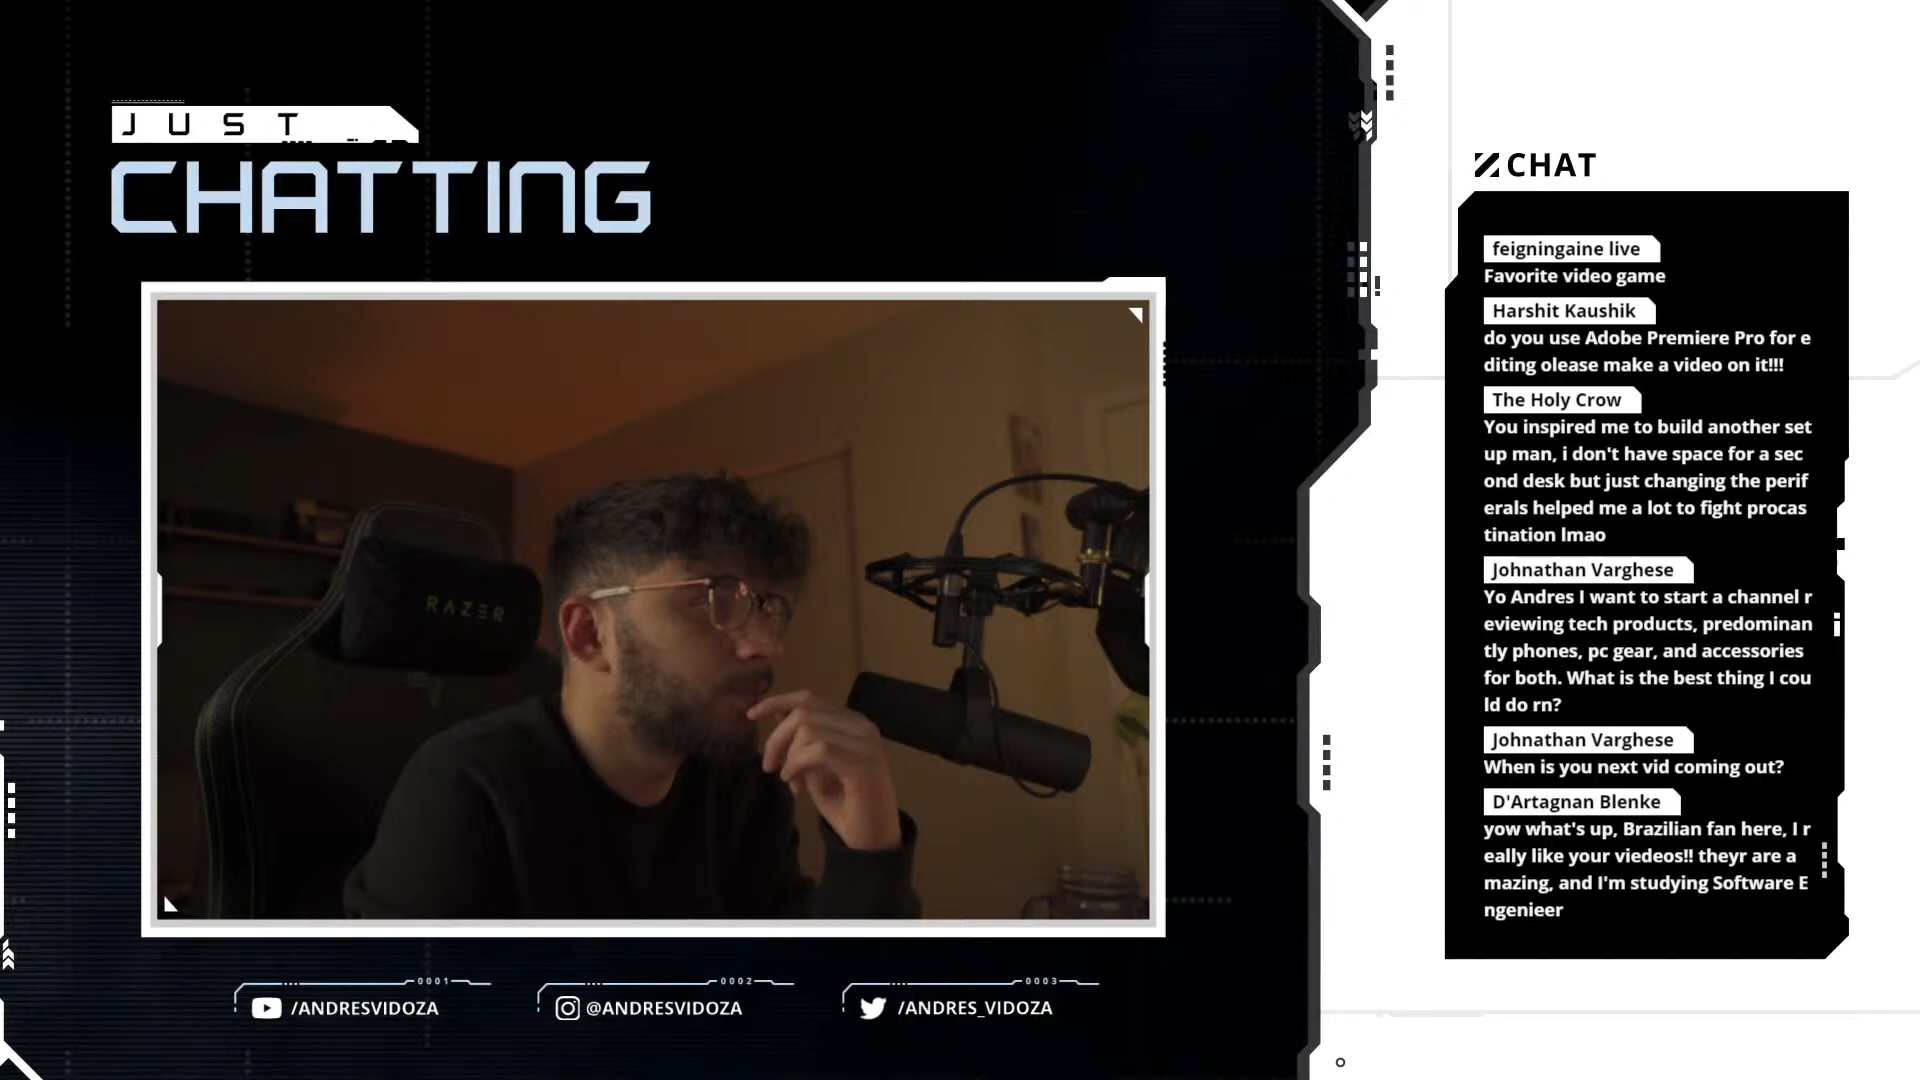 JUST
CHATTING
RAZER
0001
/ANDRESVIDOZA
0002
@ANDRESVIDOZA
0003
/ANDRES_VIDOZA
CHAT
feigningaine live
Favorite video game
Harshit Kaushik
do you use Adobe Premiere Pro for e
diting olease make a video on it!!!
The Holy Crow
You inspired me to build another set
up man, i don't have space for a sec
ond desk but just changing the perif
erals helped me a lot to fight procas
tination lmao
Johnathan Varghese
Yo Andres I want to start a channel r
eviewing tech products, predominan
tly phones, pc gear, and accessories
for both. What is the best thing I cou
ld do rn?
Johnathan Varghese
When is you next vid coming out?
D'Artagnan Blenke
yow what's up, Brazilian fan here, I r
eally like your viedeos!! theyr are a
mazing, and I'm studying Software E
ngenieer